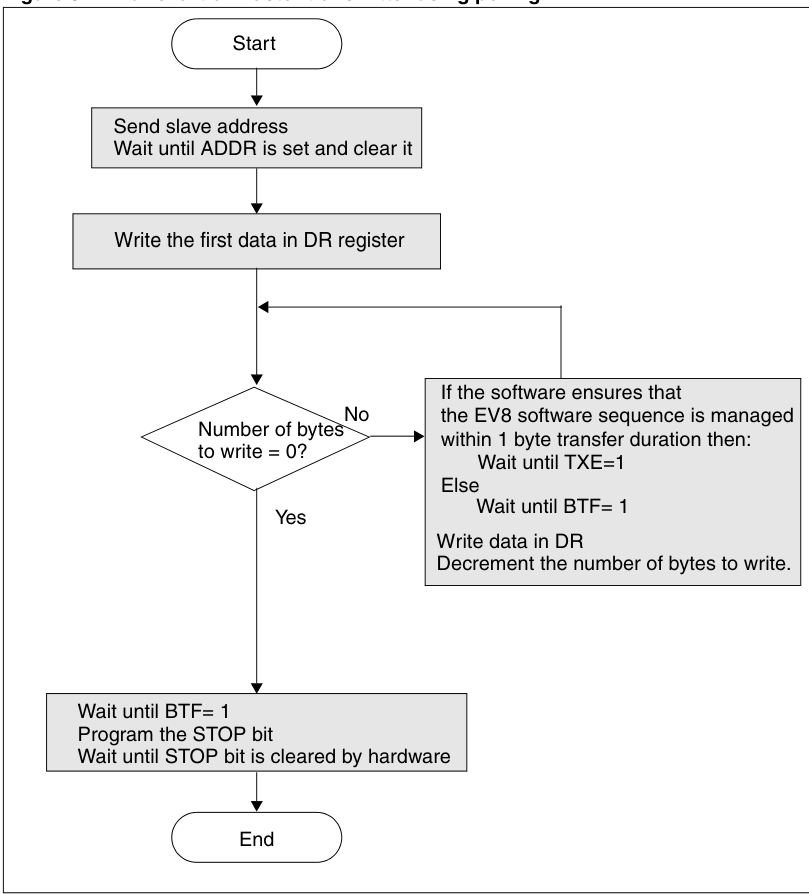 Start
Send slave address
Wait until ADDR is set and clear it
Write the first data in DR register
Number of bytes
to write = 0?
No
If the software ensures that
the EV8 software sequence is managed
within 1 byte transfer duration then:
Wait until TXE=1
Else
Wait until BTF= 1
Write data in DR
Decrement the number of bytes to write.
Yes
Wait until BTF= 1
Program the STOP bit
Wait until STOP bit is cleared by hardware
End